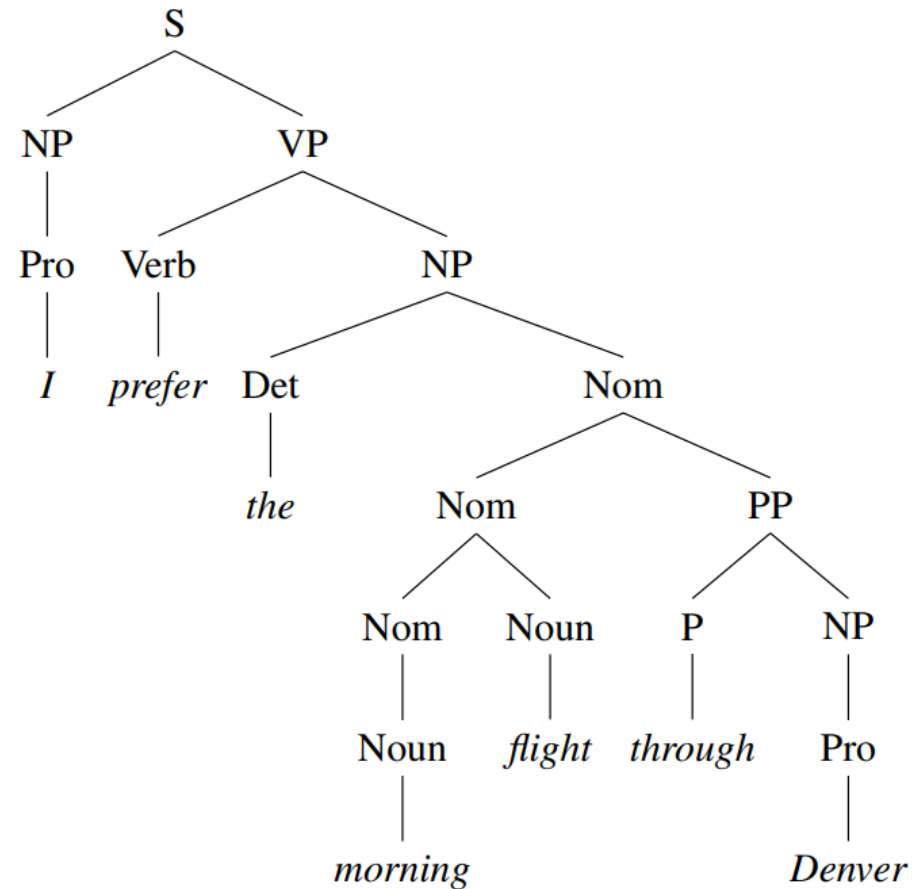 S
NP VP
Pro Verb NP
I prefer Det Nom
the Nom PP
Nom Noun P NP
Noun flight through Pro
morning Denver